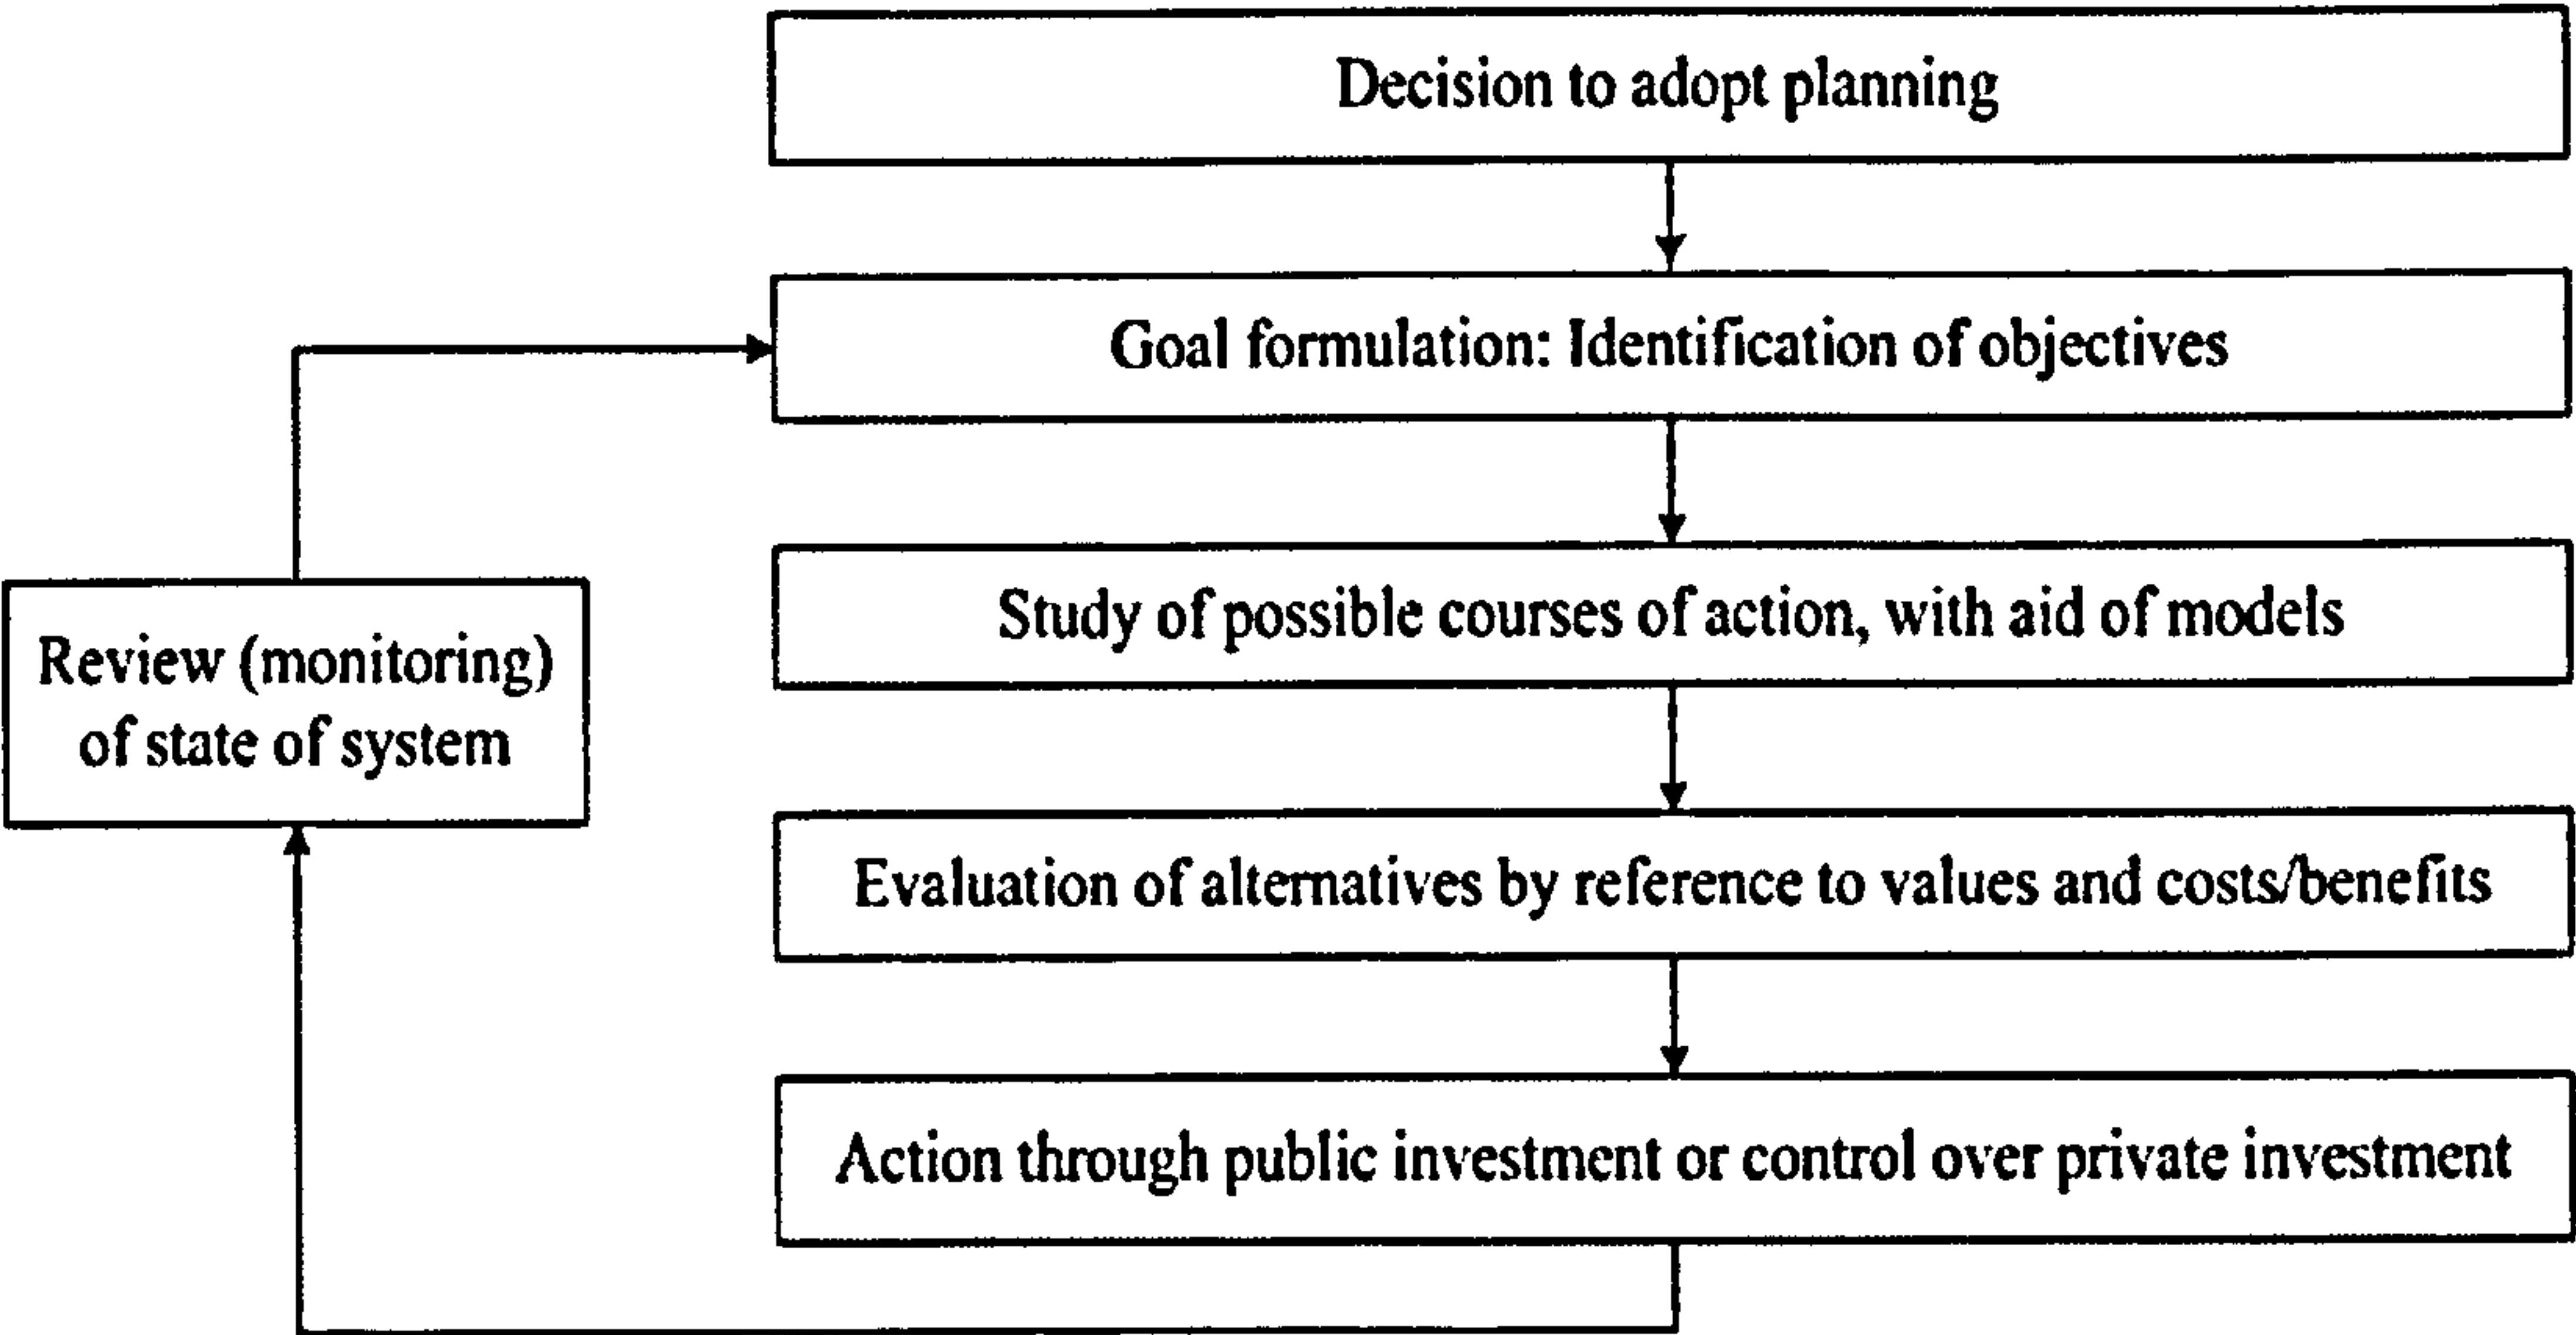 Decision to adopt planning
Goal formulation: Identification of objectives
Study of possible courses of action, with aid of models
Review (monitoring)
of state of system
Evaluation of alternatives by reference to values and costs/benefits
Action through public investment or control over private investment